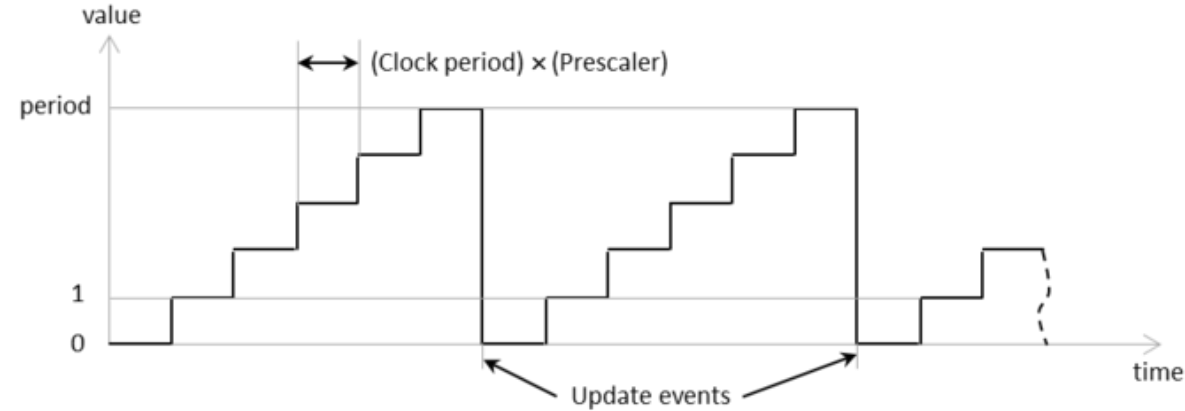 value
(Clock period) × (Prescaler)
period
1
0
time
Update events